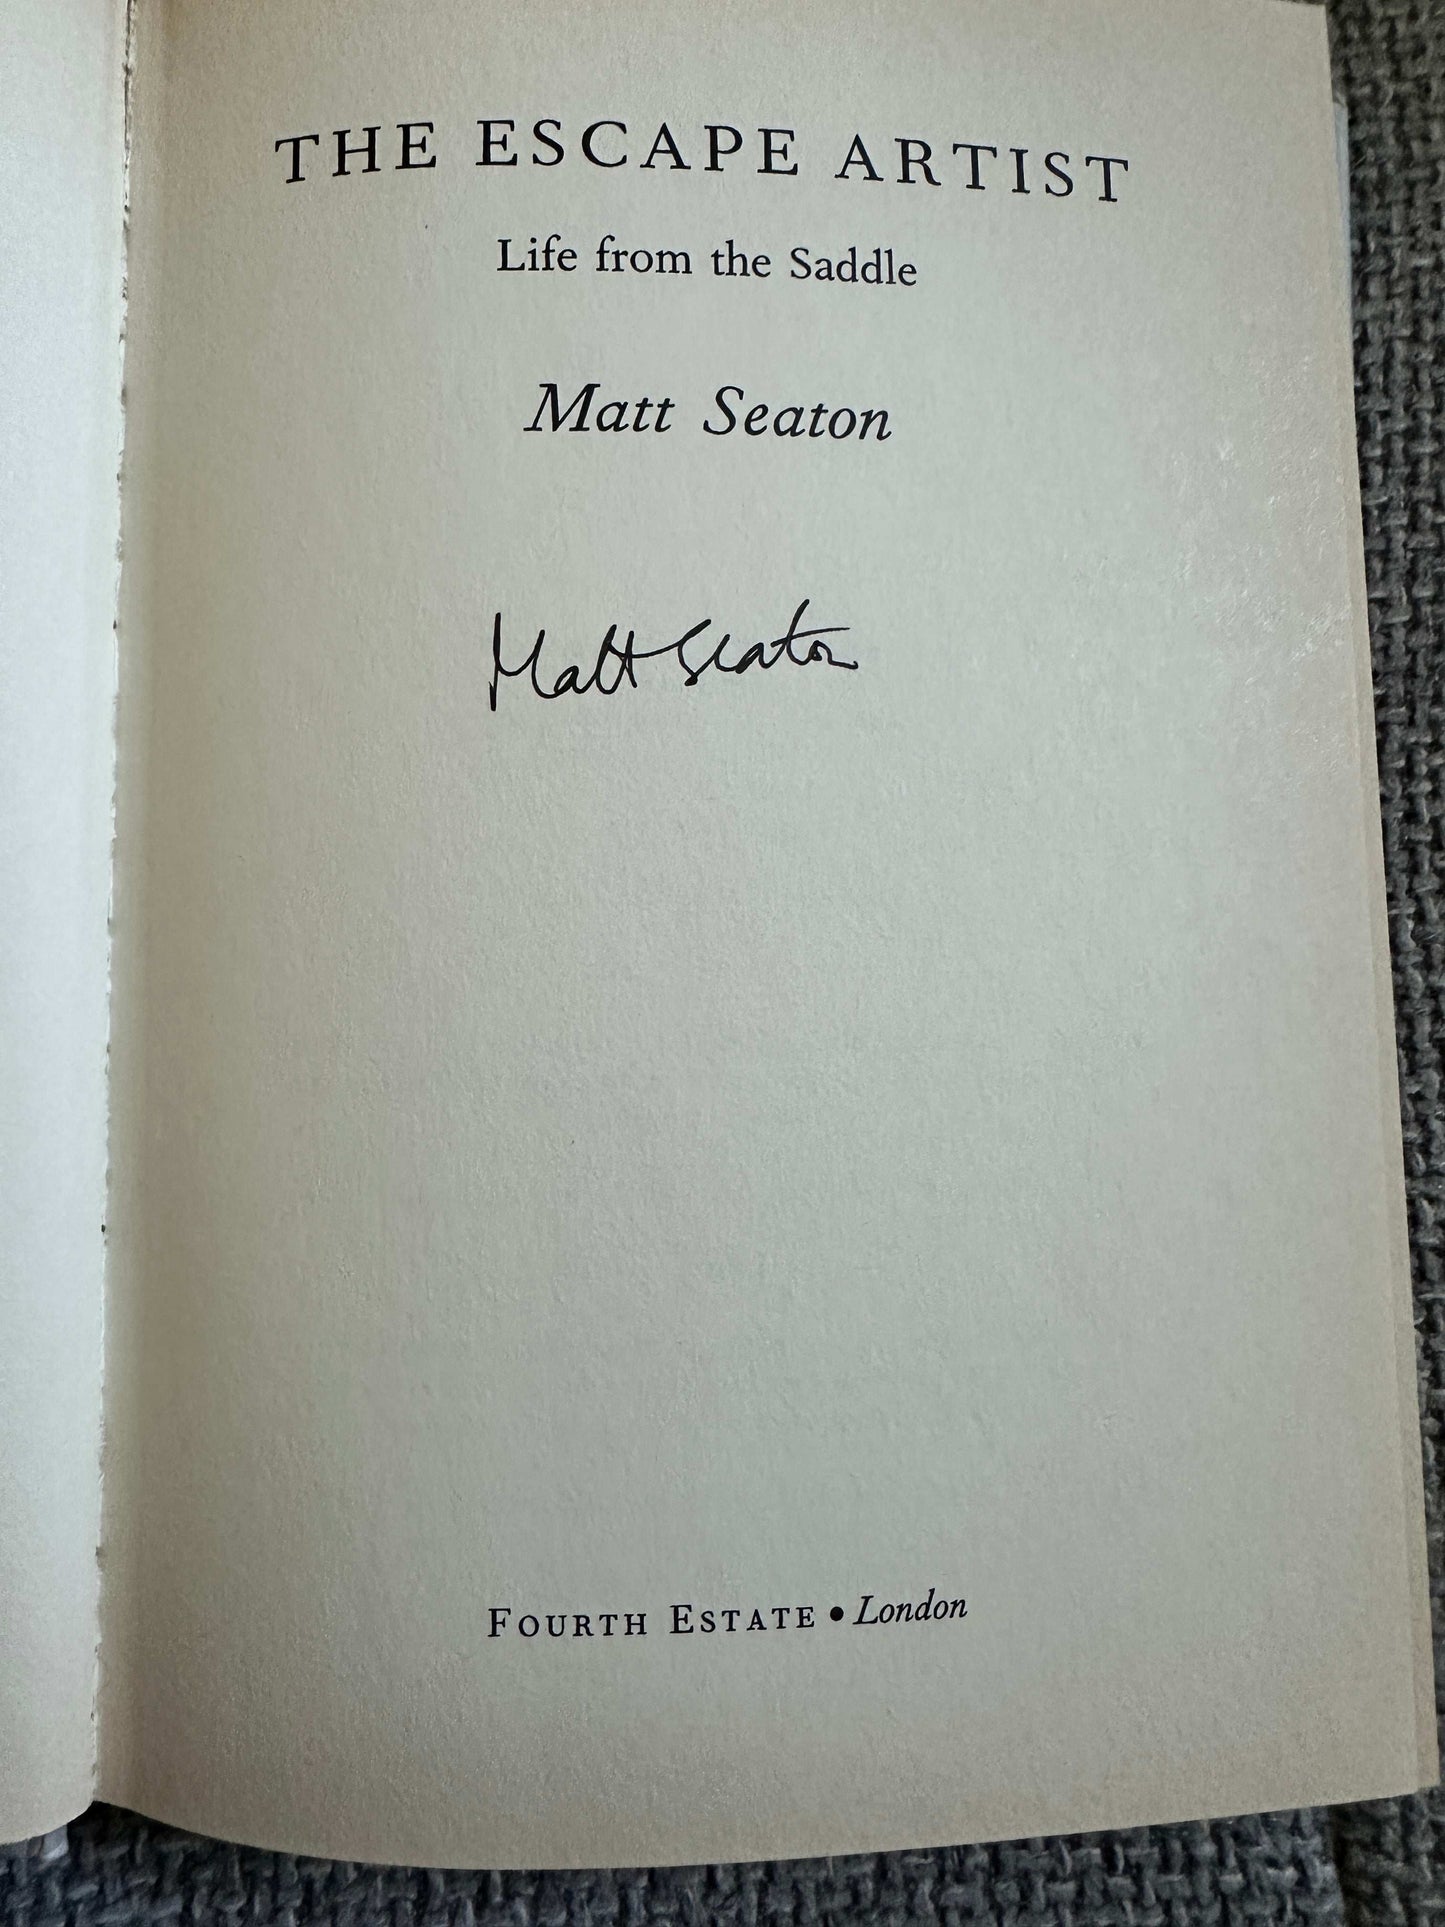 THE ESCAPE ARTIST
Life from the Saddle
Matt Seaton
Matt Seaton
FOURTH ESTATE • London